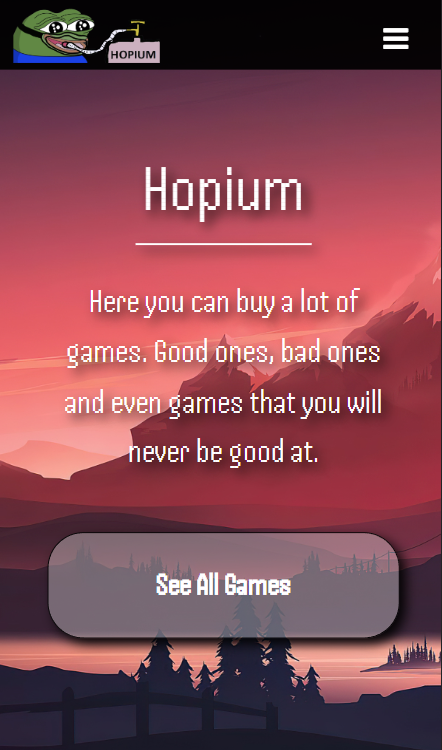 HOPIUM
Hopium
Here you can buy a lot of
games. Good ones, bad ones
and even games that you will
never be good at.
See All Games